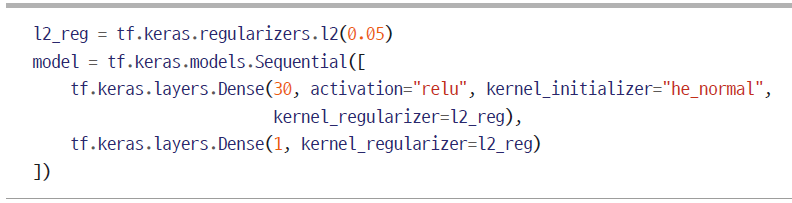 l2_reg = tf.keras.regularizers.l2(0.05)
model = tf.keras.models.Sequential([
    tf.keras.layers.Dense(30, activation="relu", kernel_initializer="he_normal",
                          kernel_regularizer=l2_reg),
    tf.keras.layers.Dense(1, kernel_regularizer=l2_reg)
])